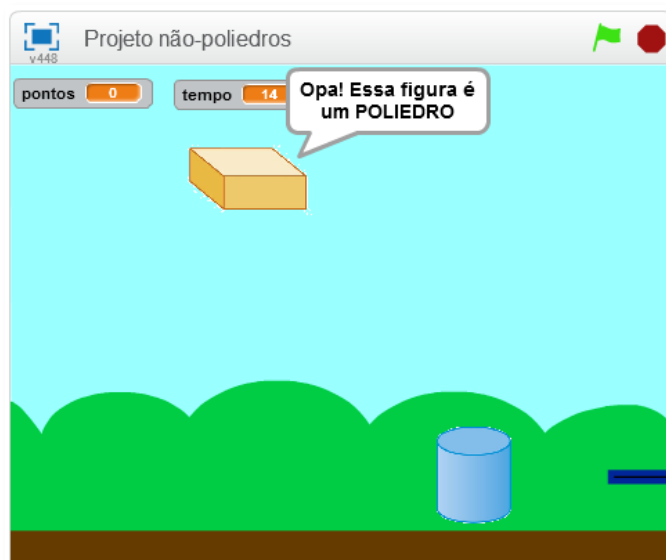 Projeto não-poliedros
v448
pontos 0
tempo 14
Opa! Essa figura é
um POLIEDRO